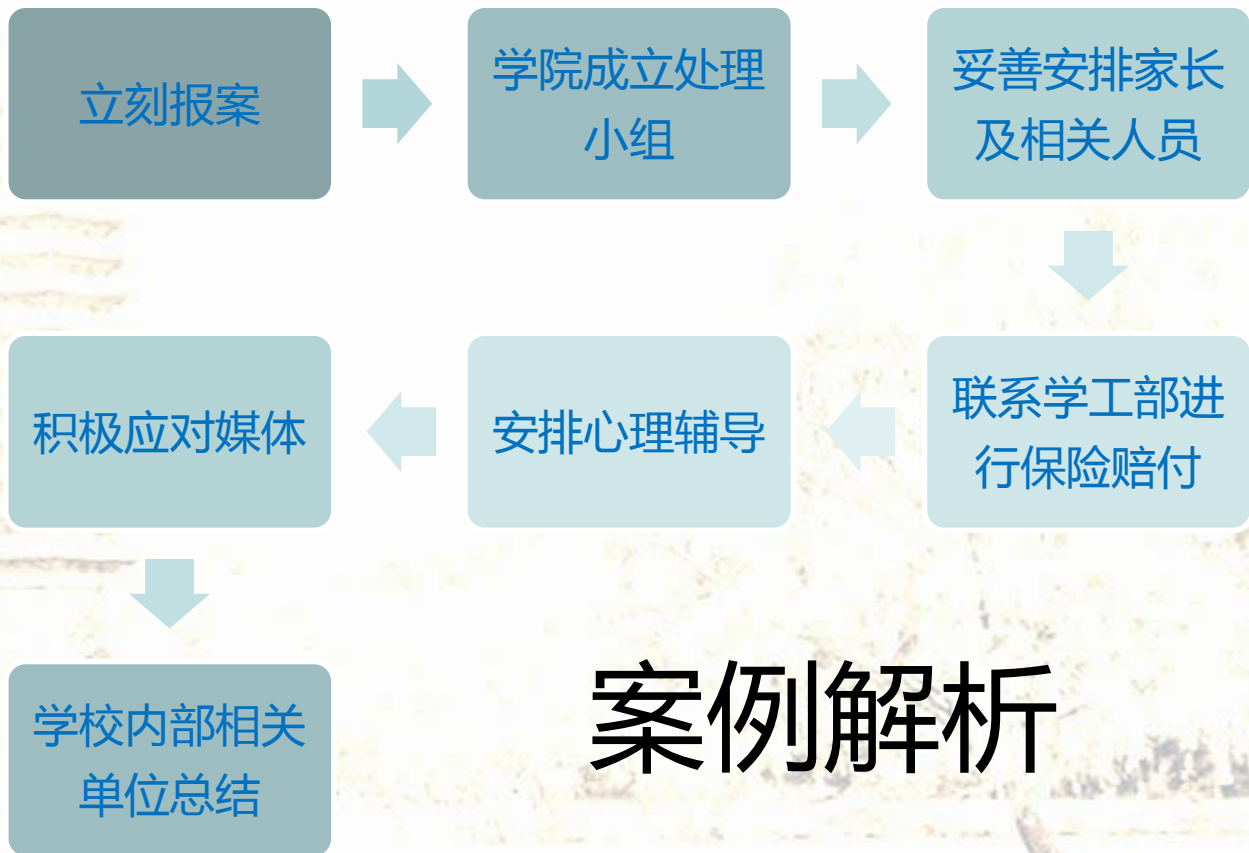 立刻报案
学院成立处理
小组
妥善安排家长
及相关人员
联系学工部进
行保险赔付
安排心理辅导
积极应对媒体
学校内部相关
单位总结
案例解析